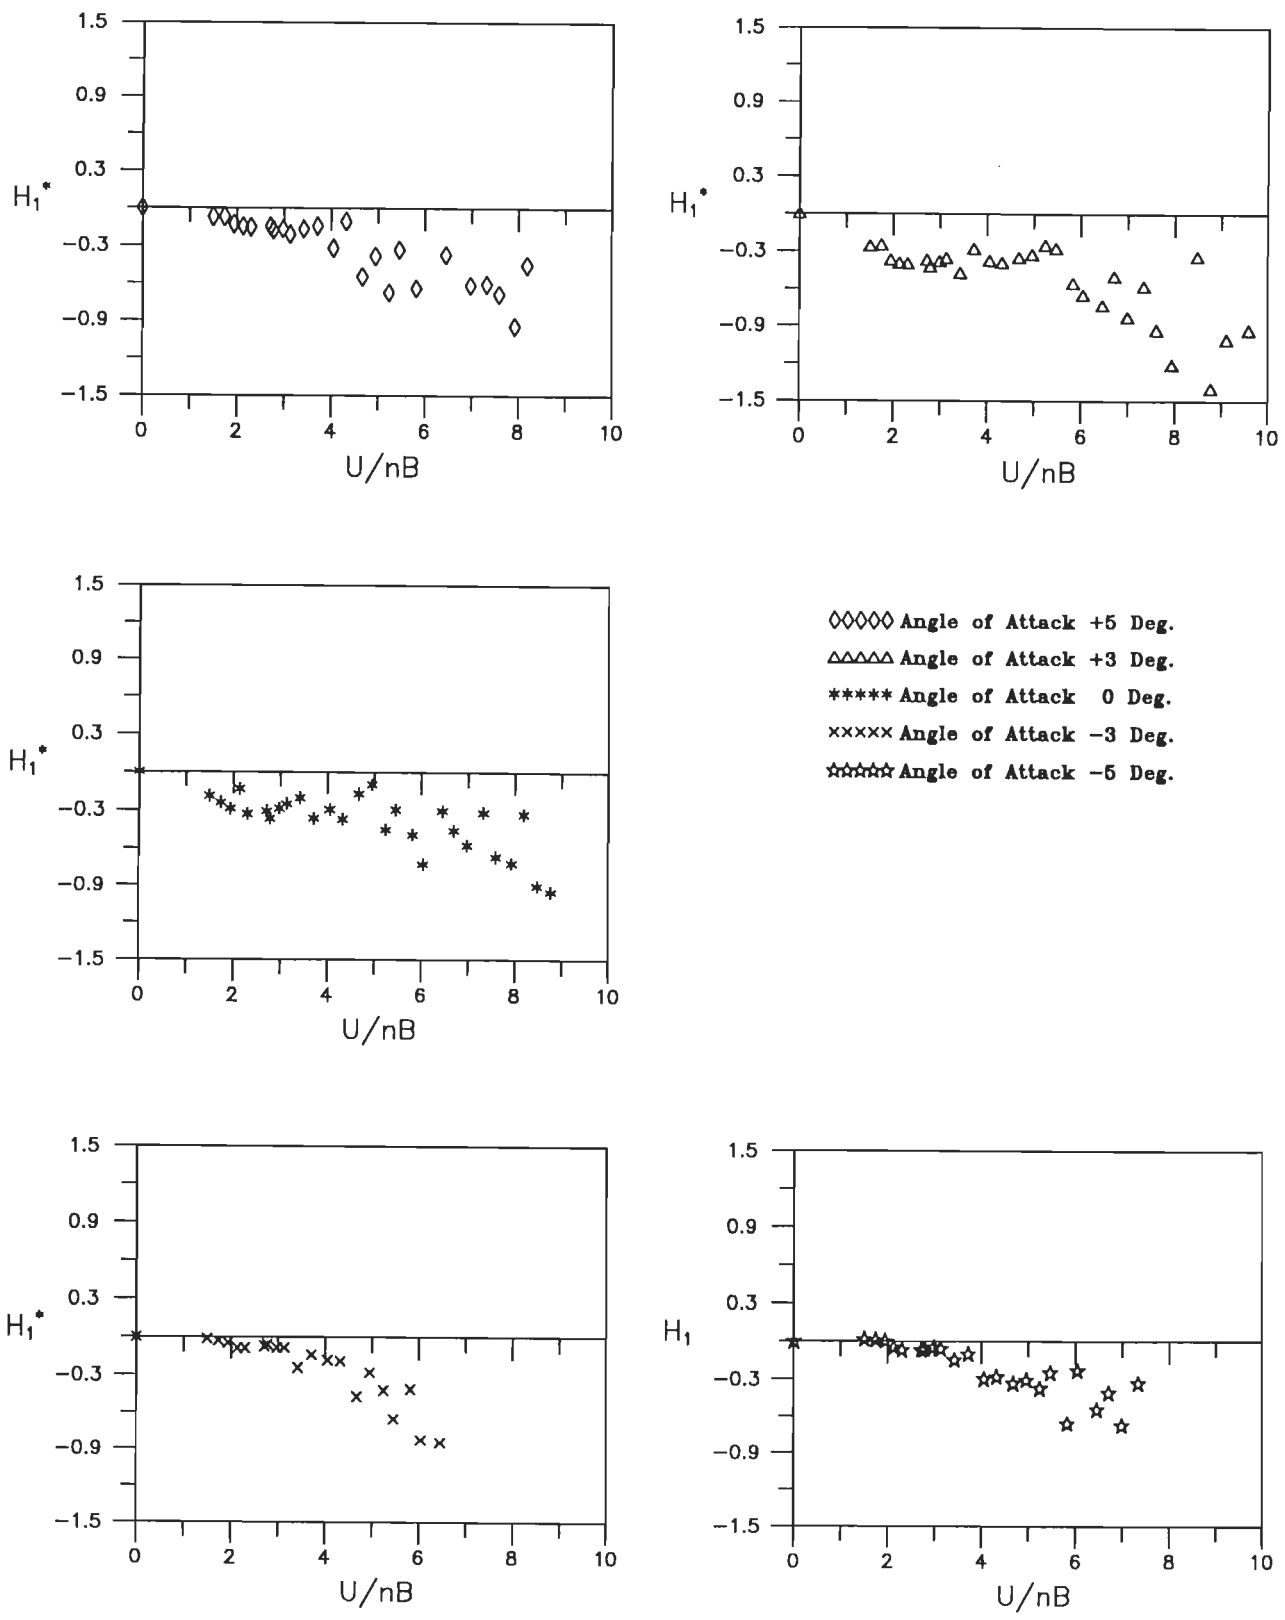 1.5
0.9
0.3
H₁*
−0.3
−0.9
−1.5
0 2 4 6 8 10
U/nB
1.5
0.9
0.3
H₁*
−0.3
−0.9
−1.5
0 2 4 6 8 10
U/nB
1.5
0.9
0.3
H₁*
−0.3
−0.9
−1.5
0 2 4 6 8 10
U/nB
Angle of Attack +5 Deg.
Angle of Attack +3 Deg.
Angle of Attack 0 Deg.
Angle of Attack −3 Deg.
Angle of Attack −5 Deg.
1.5
0.9
0.3
H₁*
−0.3
−0.9
−1.5
0 2 4 6 8 10
U/nB
1.5
0.9
0.3
H₁
−0.3
−0.9
−1.5
0 2 4 6 8 10
U/nB